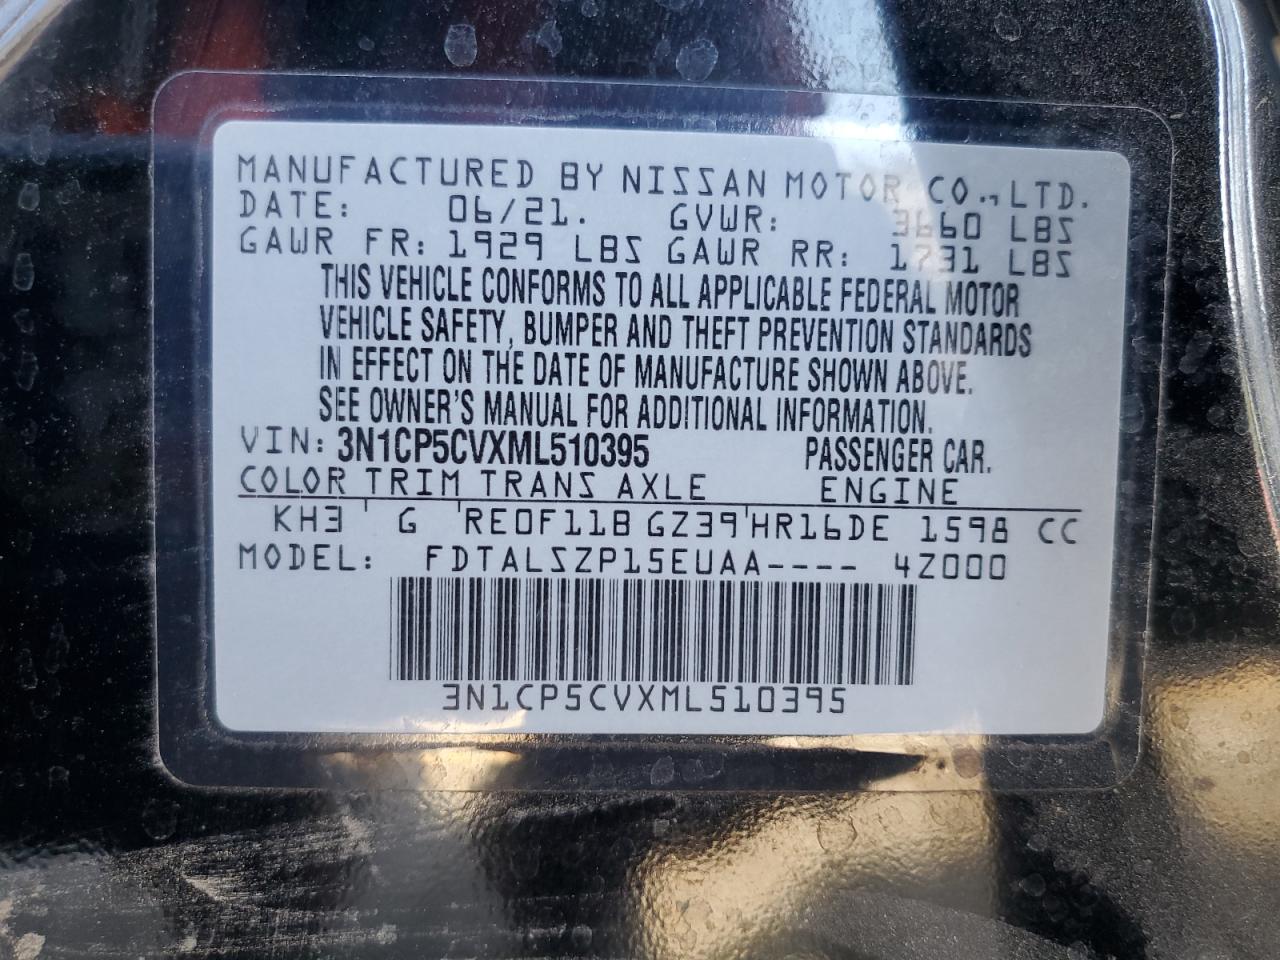 MANUFACTURED BY NISSAN MOTOR CO., LTD.
DATE: 06/21. GVWR: 3660 LBS
GAWR FR: 1929 LBS GAWR RR: 1731 LBS
THIS VEHICLE CONFORMS TO ALL APPLICABLE FEDERAL MOTOR
VEHICLE SAFETY, BUMPER AND THEFT PREVENTION STANDARDS
IN EFFECT ON THE DATE OF MANUFACTURE SHOWN ABOVE.
SEE OWNER'S MANUAL FOR ADDITIONAL INFORMATION.
VIN: 3N1CP5CVXML510395 PASSENGER CAR.
COLOR TRIM TRANS AXLE ENGINE
KH3 ' G 'RE0F11B GZ39'HR16DE 1598 CC
MODEL: FDTALSZP15EUAA---- 4Z000
3N1CP5CVXML510395